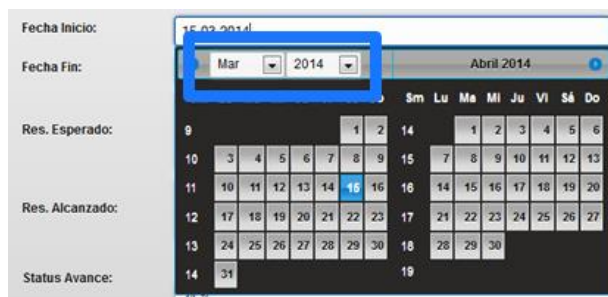 Fecha Inicio:
15-03-2014
Fecha Fin:
Mar 2014 Abril 2014
Sm Lu Ma Mi Ju Vi Sá Do
Res. Esperado:
9 1 2 14 1 2 3 4 5 6
10 3 4 5 6 7 8 9 15 7 8 9 10 11 12 13
11 10 11 12 13 14 15 16 16 14 15 16 17 18 19 20
Res. Alcanzado:
12 17 18 19 20 21 22 23 17 21 22 23 24 25 26 27
13 24 25 26 27 28 29 30 18 28 29 30
Status Avance:
14 31 19